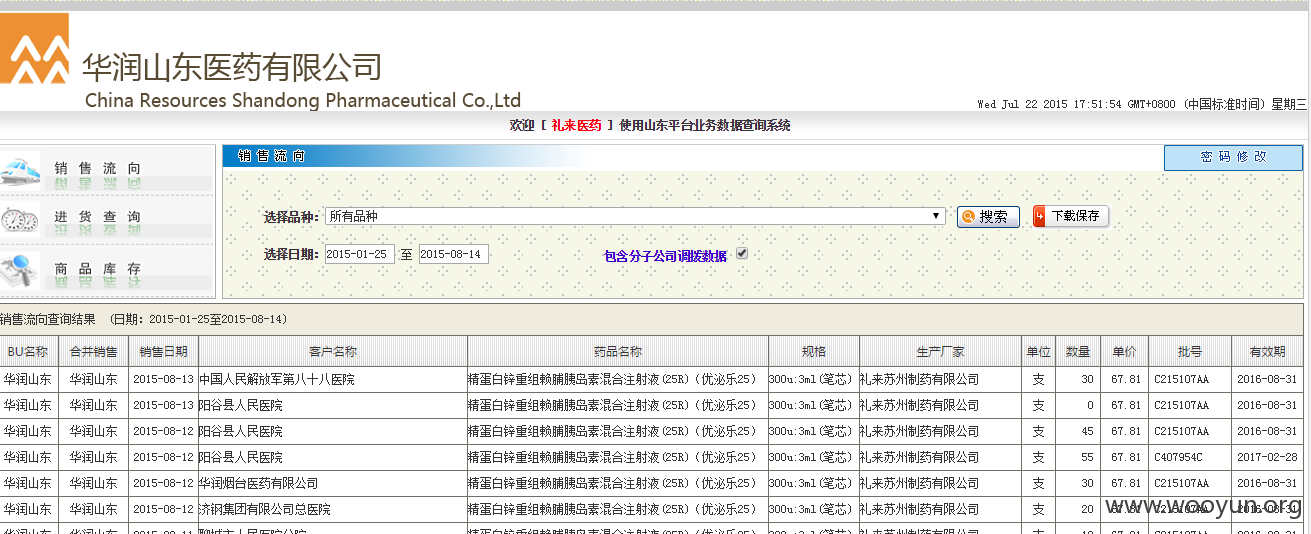 华润山东医药有限公司
China Resources Shandong Pharmaceutical Co.,Ltd
Wed Jul 22 2015 17:51:54 GMT+0800 (中国标准时间) 星期三
欢迎 [ 礼来医药 ] 使用山东平台业务数据查询系统
销售流向
进货查询
商品库存
销售流向 密码修改
选择品种: 所有品种 搜索 下载保存
选择日期: 2015-01-25 至 2015-08-14 包含分子公司调拨数据
销售流向查询结果 (日期: 2015-01-25至2015-08-14)
BU名称 合并销售 销售日期 客户名称 药品名称 规格 生产厂家 单位 数量 单价 批号 有效期
华润山东 华润山东 2015-08-13 中国人民解放军第八十八医院 精蛋白锌重组赖脯胰岛素混合注射液(25R)(优泌乐25) 300u:3ml(笔芯) 礼来苏州制药有限公司 支 30 67.81 C215107AA 2016-08-31
华润山东 华润山东 2015-08-13 阳谷县人民医院 精蛋白锌重组赖脯胰岛素混合注射液(25R)(优泌乐25) 300u:3ml(笔芯) 礼来苏州制药有限公司 支 0 67.81 C215107AA 2016-08-31
华润山东 华润山东 2015-08-12 阳谷县人民医院 精蛋白锌重组赖脯胰岛素混合注射液(25R)(优泌乐25) 300u:3ml(笔芯) 礼来苏州制药有限公司 支 45 67.81 C215107AA 2016-08-31
华润山东 华润山东 2015-08-12 阳谷县人民医院 精蛋白锌重组赖脯胰岛素混合注射液(25R)(优泌乐25) 300u:3ml(笔芯) 礼来苏州制药有限公司 支 55 67.81 C407954C 2017-02-28
华润山东 华润山东 2015-08-12 华润烟台医药有限公司 精蛋白锌重组赖脯胰岛素混合注射液(25R)(优泌乐25) 300u:3ml(笔芯) 礼来苏州制药有限公司 支 30 67.81 C215107AA 2016-08-31
华润山东 华润山东 2015-08-12 济钢集团有限公司总医院 精蛋白锌重组赖脯胰岛素混合注射液(25R)(优泌乐25) 300u:3ml(笔芯) 礼来苏州制药有限公司 支 20 67.81 C215107AA 2016-08-31
www.wooyun.org